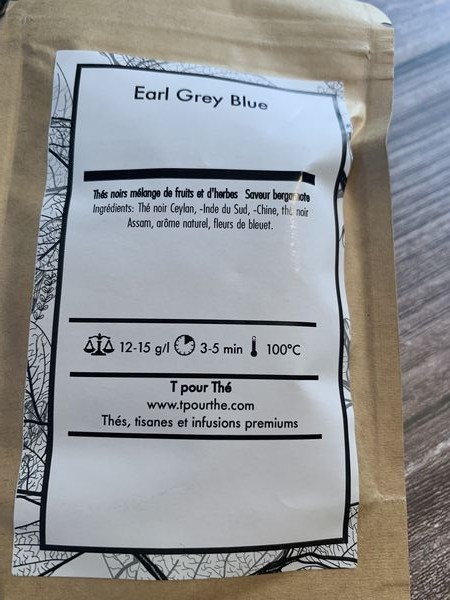 Earl Grey Blue
Thés noirs mélange de fruits et d'herbes Saveur bergamote
Ingrédients: Thé noir Ceylan, -Inde du Sud, -Chine, thé noir
Assam, arôme naturel, fleurs de bleuet.
12-15 g/l 3-5 min 100°C
T pour Thé
www.tpourthe.com
Thés, tisanes et infusions premiums